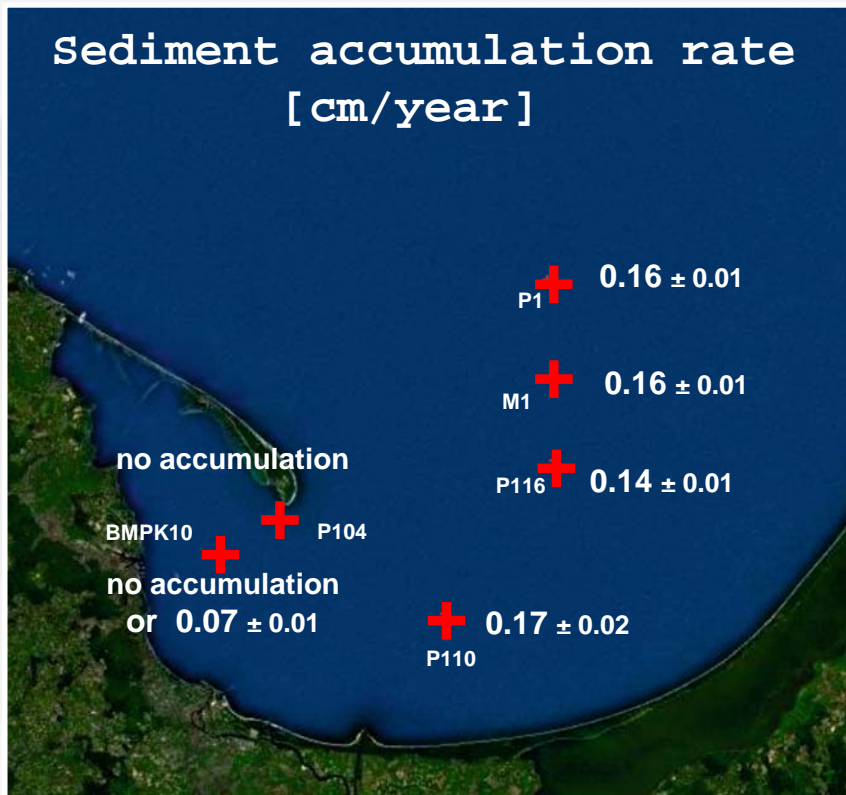 Sediment accumulation rate
[cm/year]
P1
0.16 ± 0.01
M1
0.16 ± 0.01
no accumulation
P116
0.14 ± 0.01
BMPK10
P104
no accumulation
or 0.07 ± 0.01
0.17 ± 0.02
P110